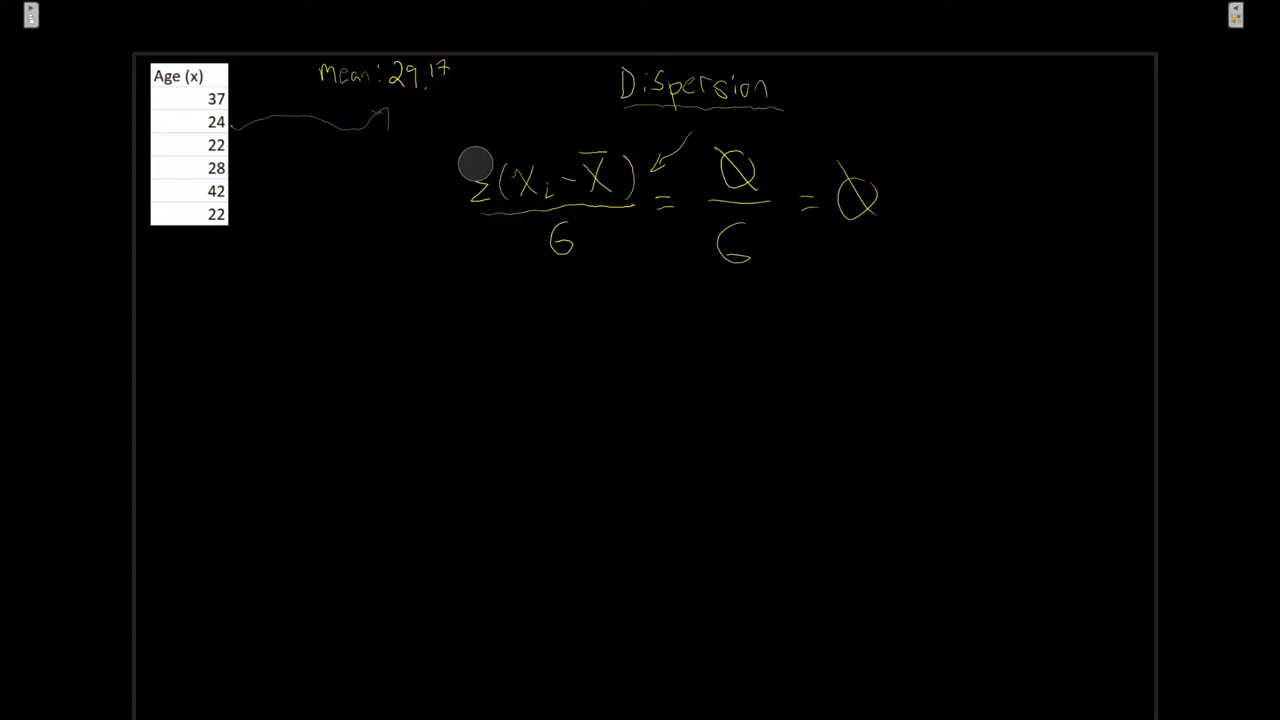 Age (x)
37
24
22
28
42
22
mean: 29.17
Dispersion
Σ(Xi - X̄) = 0 = 0
6 6